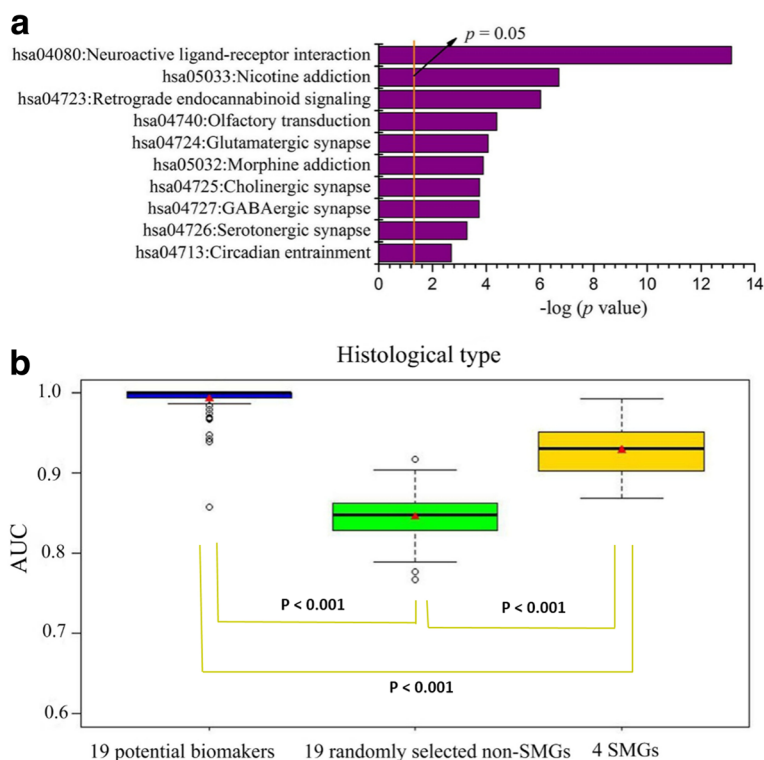 a
p = 0.05
hsa04080:Neuroactive ligand-receptor interaction
hsa05033:Nicotine addiction
hsa04723:Retrograde endocannabinoid signaling
hsa04740:Olfactory transduction
hsa04724:Glutamatergic synapse
hsa05032:Morphine addiction
hsa04725:Cholinergic synapse
hsa04727:GABAergic synapse
hsa04726:Serotonergic synapse
hsa04713:Circadian entrainment
0 2 4 6 8 10 12 14
-log (p value)
b
Histological type
1.0
0.9
0.8
0.7
0.6
AUC
P < 0.001
P < 0.001
P < 0.001
19 potential biomakers 19 randomly selected non-SMGs 4 SMGs